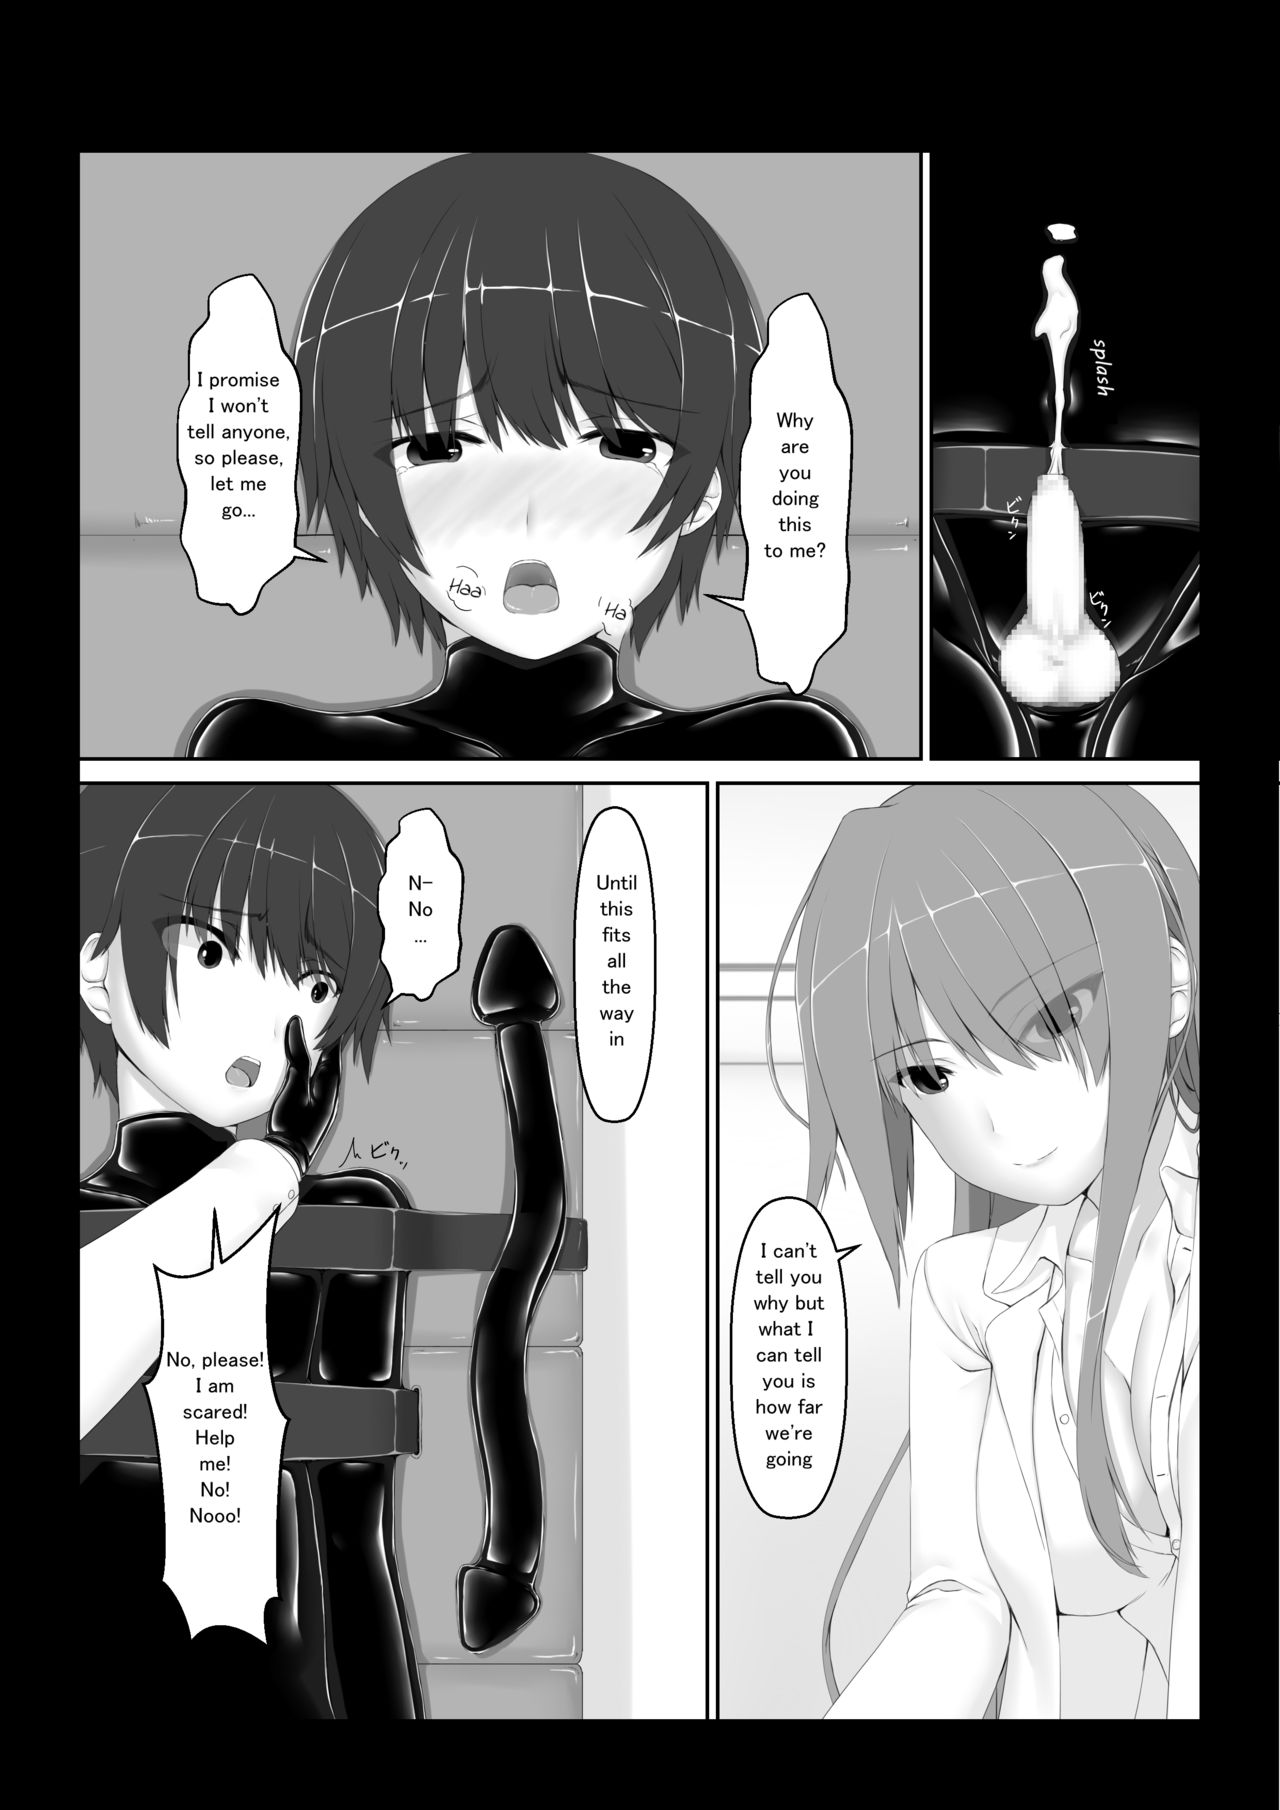 splash
ビクン
ビクン
Why
are
you
doing
this
to me?
I promise
I won't
tell anyone,
so please,
let me
go...
Haa
Ha
I can't
tell you
why but
what I
can tell
you is
how far
we're
going
Until
this
fits
all
the
way
in
N-
No
...
ビクッ
No, please!
I am
scared!
Help
me!
No!
Nooo!